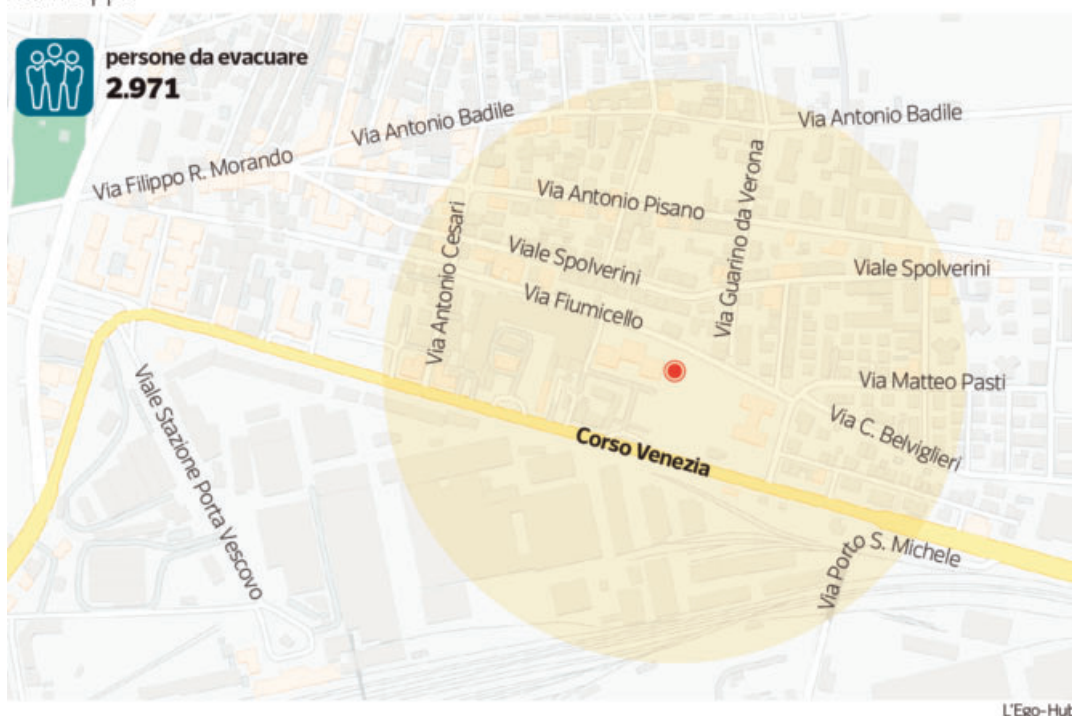 persone da evacuare
2.971
Via Antonio Badile
Via Antonio Badile
Via Filippo R. Morando
Via Antonio Pisano
Via Guarino da Verona
Via Antonio Cesari
Viale Spolverini
Viale Spolverini
Via Fiumicello
Via Matteo Pasti
Via C. Belviglieri
Viale Stazione Porta Vescovo
Corso Venezia
Via Porto S. Michele
L'Ego-Hub